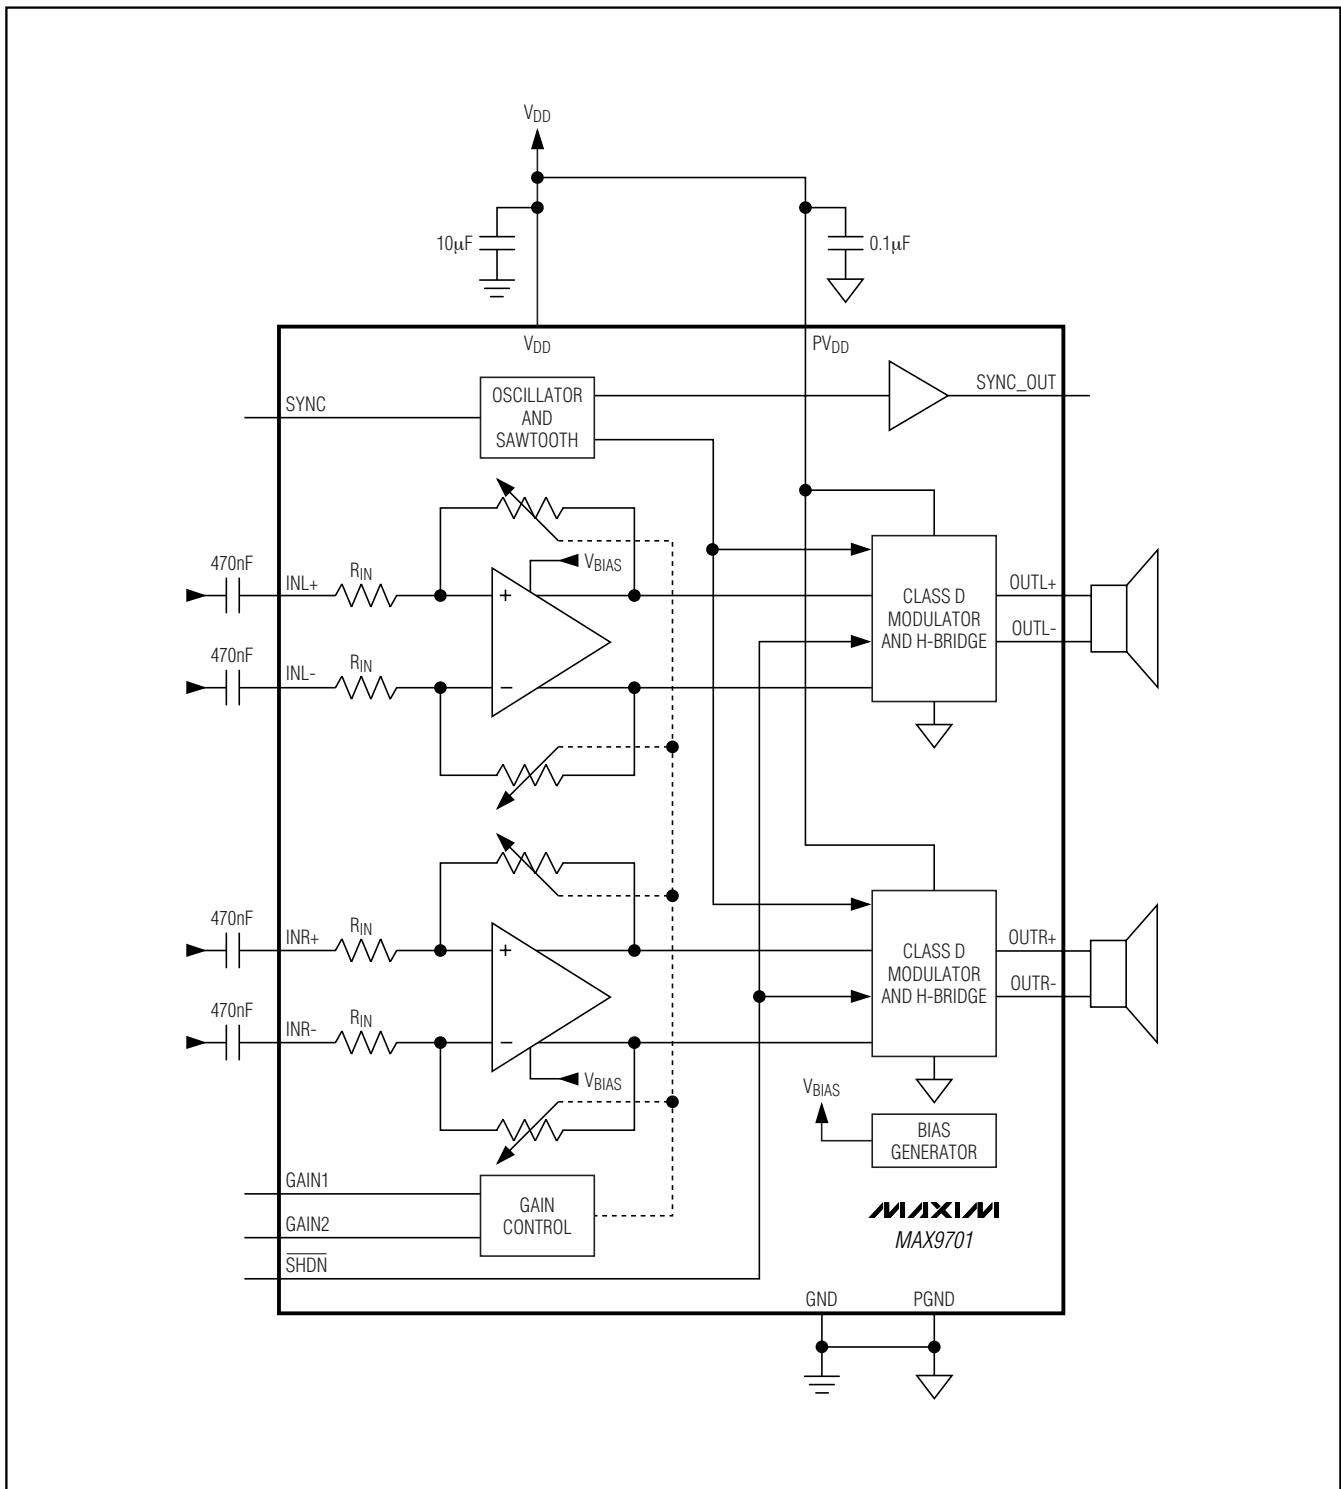 VDD
10μF
0.1μF
VDD
PVDD
SYNC
OSCILLATOR
AND
SAWTOOTH
SYNC_OUT
470nF
INL+
RIN
+
VBIAS
CLASS D
MODULATOR
AND H-BRIDGE
OUTL+
OUTL-
470nF
INL-
RIN
−
470nF
INR+
RIN
+
CLASS D
MODULATOR
AND H-BRIDGE
OUTR+
OUTR-
470nF
INR-
RIN
−
VBIAS
VBIAS
BIAS
GENERATOR
GAIN1
GAIN2
SHDN
GAIN
CONTROL
MAXIM
MAX9701
GND
PGND